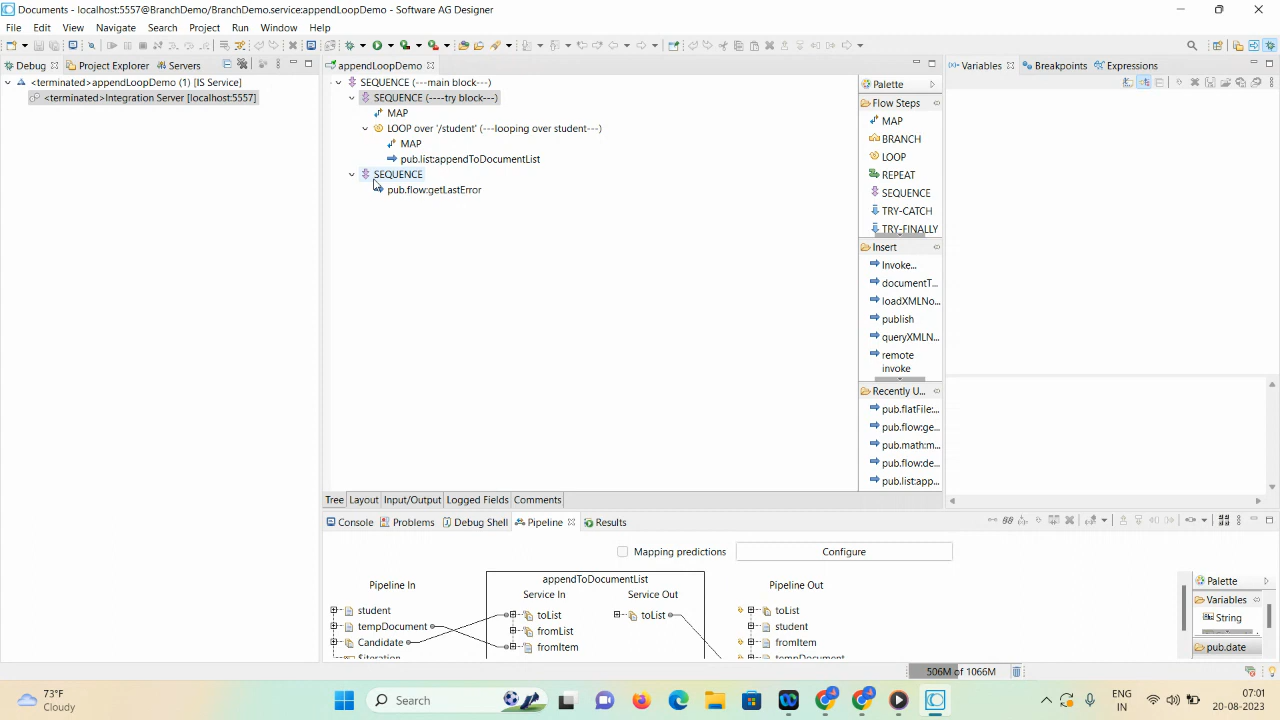 Documents - localhost:5557@BranchDemo/BranchDemo.service:appendLoopDemo - Software AG Designer
File Edit View Navigate Search Project Run Window Help
Debug Project Explorer Servers
<terminated>appendLoopDemo (1) [IS Service]
<terminated>Integration Server [localhost:5557]
appendLoopDemo
SEQUENCE (---main block---)
SEQUENCE (----try block---)
MAP
LOOP over '/student' (---looping over student---)
MAP
pub.list:appendToDocumentList
SEQUENCE
pub.flow:getLastError
Palette
Flow Steps
MAP
BRANCH
LOOP
REPEAT
SEQUENCE
TRY-CATCH
TRY-FINALLY
Insert
Invoke...
documentT...
loadXMLNo...
publish
queryXMLN...
remote
invoke
Recently U...
pub.flatFile:...
pub.flow:ge...
pub.math:m...
pub.flow:de...
pub.list:app...
Variables Breakpoints Expressions
Tree Layout Input/Output Logged Fields Comments
Console Problems Debug Shell Pipeline Results
Mapping predictions Configure
Pipeline In
student
tempDocument
Candidate
$iteration
appendToDocumentList
Service In Service Out
toList toList
fromList
fromItem
Pipeline Out
toList
student
fromItem
tempDocument
Palette
Variables
String
pub.date
506M of 1066M
73°F
Cloudy
Search
ENG
IN
07:01
20-08-2023